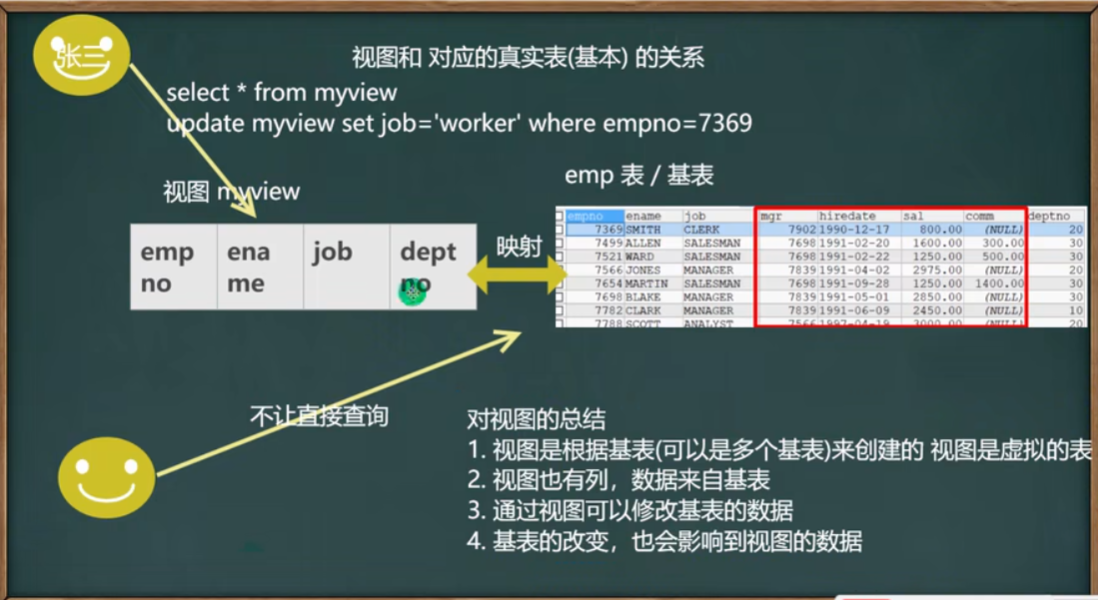 张三
视图和 对应的真实表(基本) 的关系
select * from myview
update myview set job='worker' where empno=7369
视图 myview
emp 表 / 基表
empno ename job deptno
映射
empno ename job mgr hiredate sal comm deptno
7369 SMITH CLERK 7902 1990-12-17 800.00 (NULL) 20
7499 ALLEN SALESMAN 7698 1991-02-20 1600.00 300.00 30
7521 WARD SALESMAN 7698 1991-02-22 1250.00 500.00 30
7566 JONES MANAGER 7839 1991-04-02 2975.00 (NULL) 20
7654 MARTIN SALESMAN 7698 1991-09-28 1250.00 1400.00 30
7698 BLAKE MANAGER 7839 1991-05-01 2850.00 (NULL) 30
7782 CLARK MANAGER 7839 1991-06-09 2450.00 (NULL) 10
7788 SCOTT ANALYST 7566 1997-04-19 3000.00 (NULL) 20
不让直接查询
对视图的总结
1. 视图是根据基表(可以是多个基表)来创建的 视图是虚拟的表
2. 视图也有列，数据来自基表
3. 通过视图可以修改基表的数据
4. 基表的改变，也会影响到视图的数据